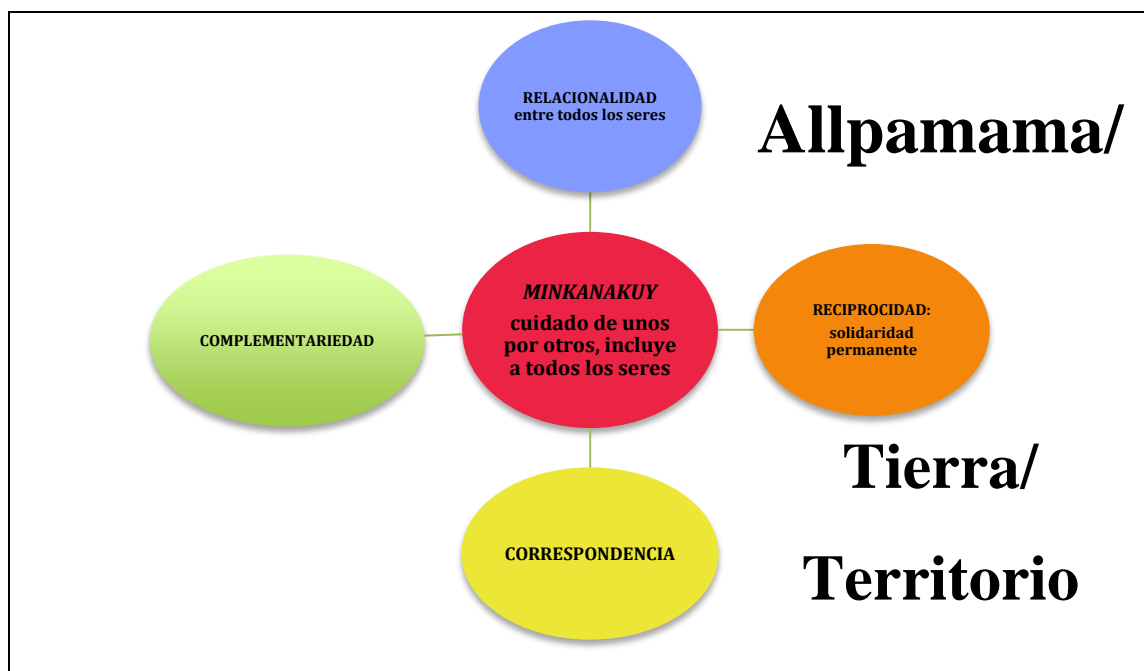 RELACIONALIDAD
entre todos los seres
Allpamama/
COMPLEMENTARIEDAD
MINKANAKUY
cuidado de unos
por otros, incluye
a todos los seres
RECIPROCIDAD:
solidaridad
permanente
Tierra/
CORRESPONDENCIA
Territorio